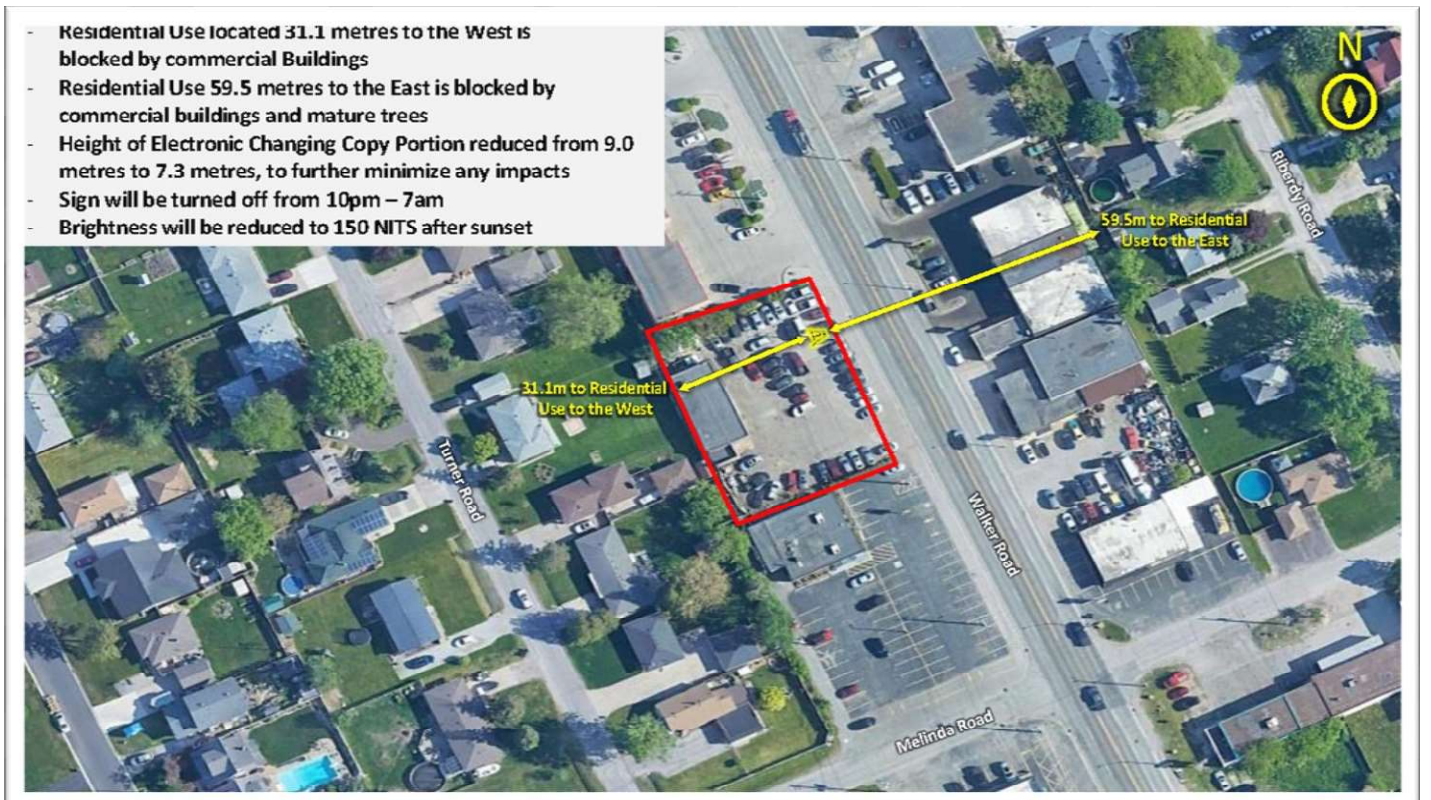 - Residential Use located 31.1 metres to the West is
blocked by commercial Buildings
- Residential Use 59.5 metres to the East is blocked by
commercial buildings and mature trees
- Height of Electronic Changing Copy Portion reduced from 9.0
metres to 7.3 metres, to further minimize any impacts
- Sign will be turned off from 10pm – 7am
- Brightness will be reduced to 150 NITS after sunset
N
Riberdy Road
59.5m to Residential
Use to the East
31.1m to Residential
Use to the West
Turner Road
Walker Road
Melinda Road